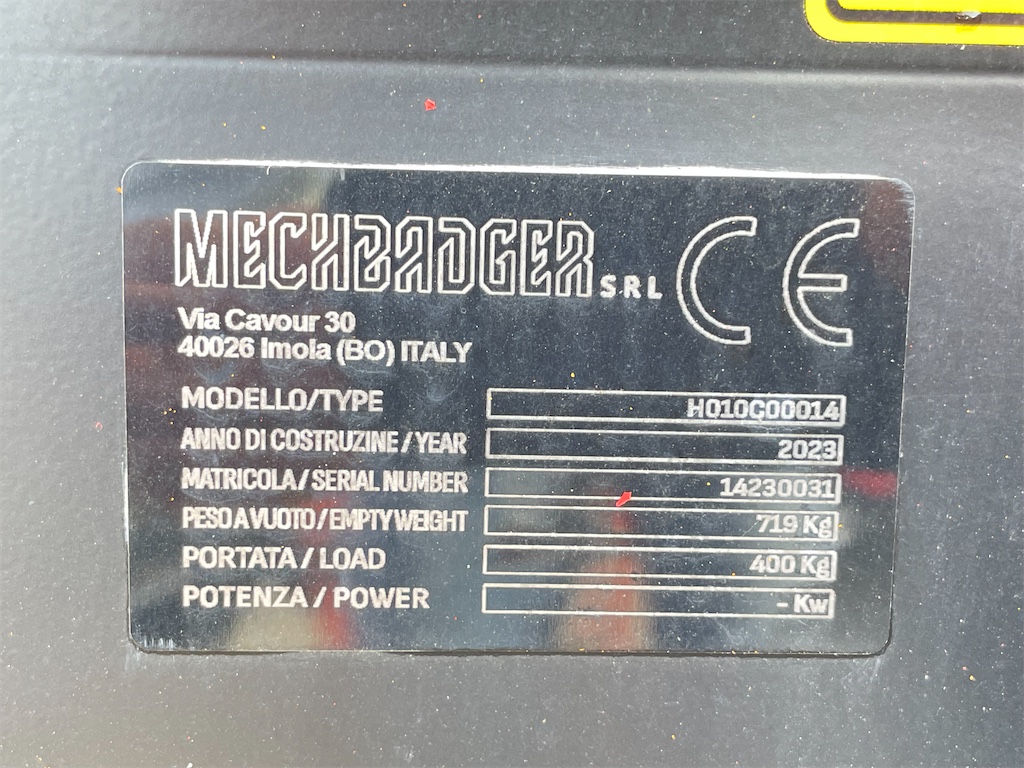 MECHBADGER SRL CE
Via Cavour 30
40026 Imola (BO) ITALY
MODELLO/TYPE H010C00014
ANNO DI COSTRUZINE/YEAR 2023
MATRICOLA/SERIAL NUMBER 14230031
PESO A VUOTO/EMPTY WEIGHT 719 Kg
PORTATA/LOAD 400 Kg
POTENZA/POWER - Kw